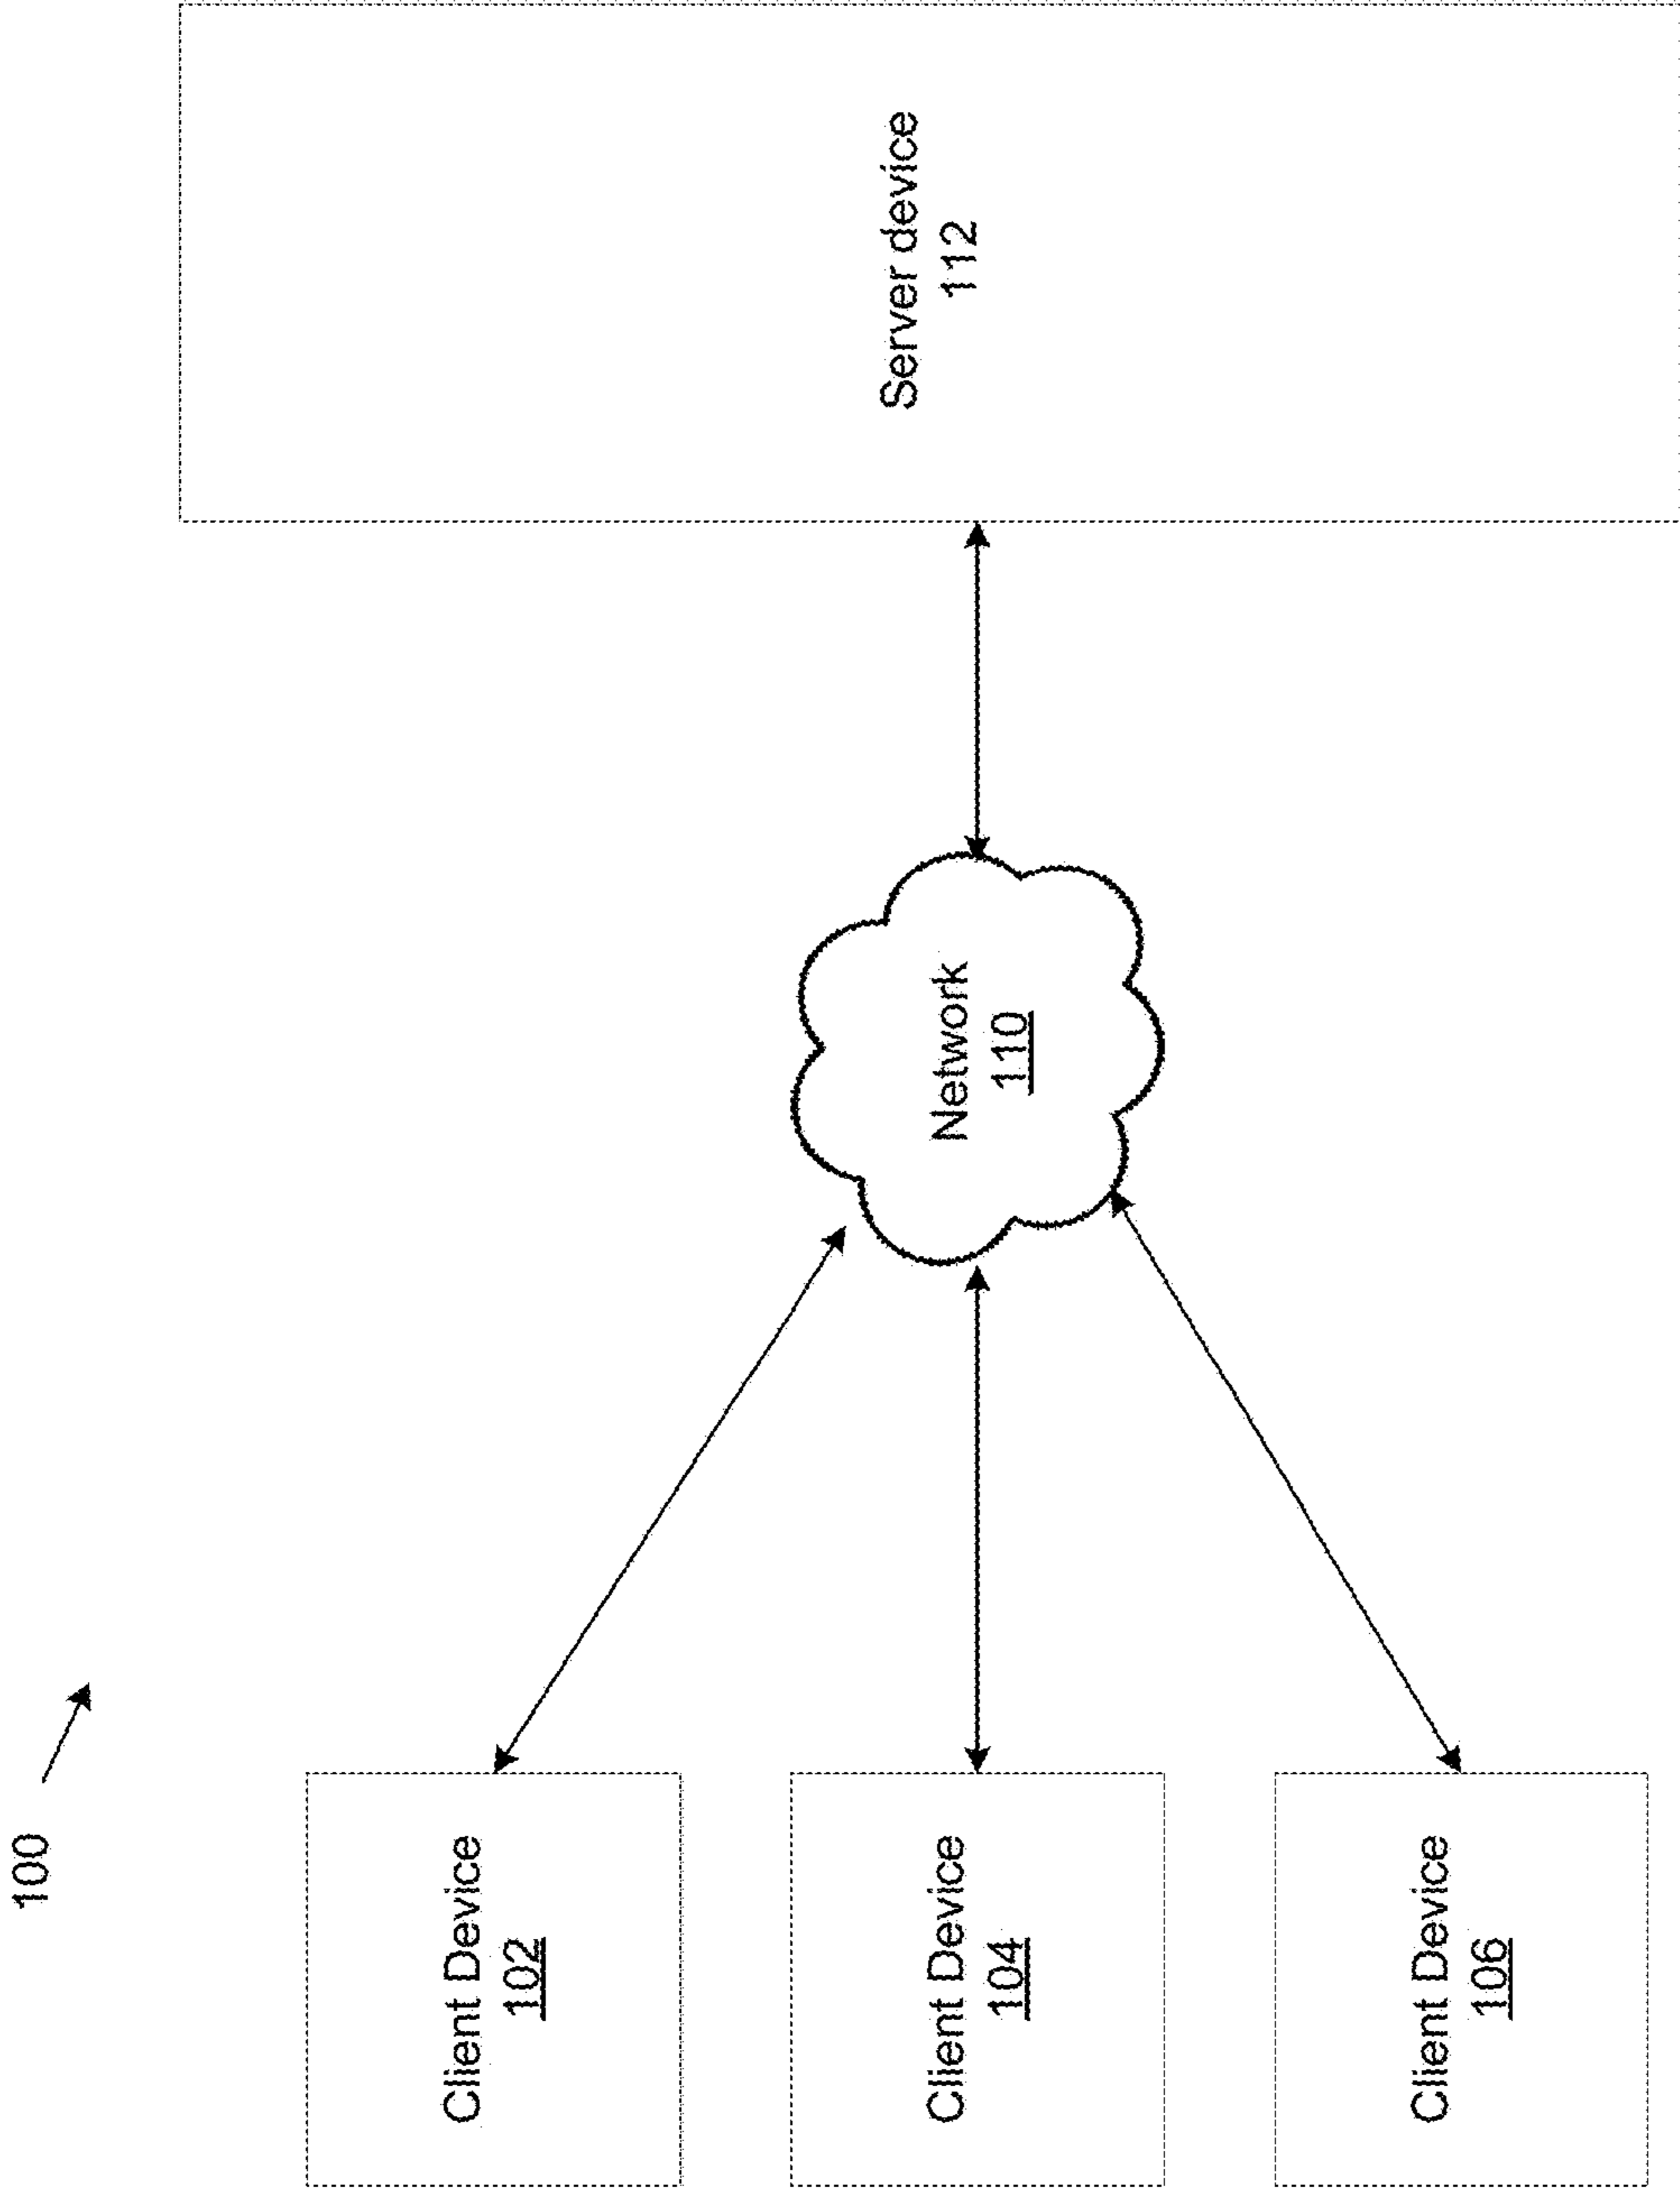 100
Client Device
102
Client Device
104
Client Device
106
Network
110
Server device
112